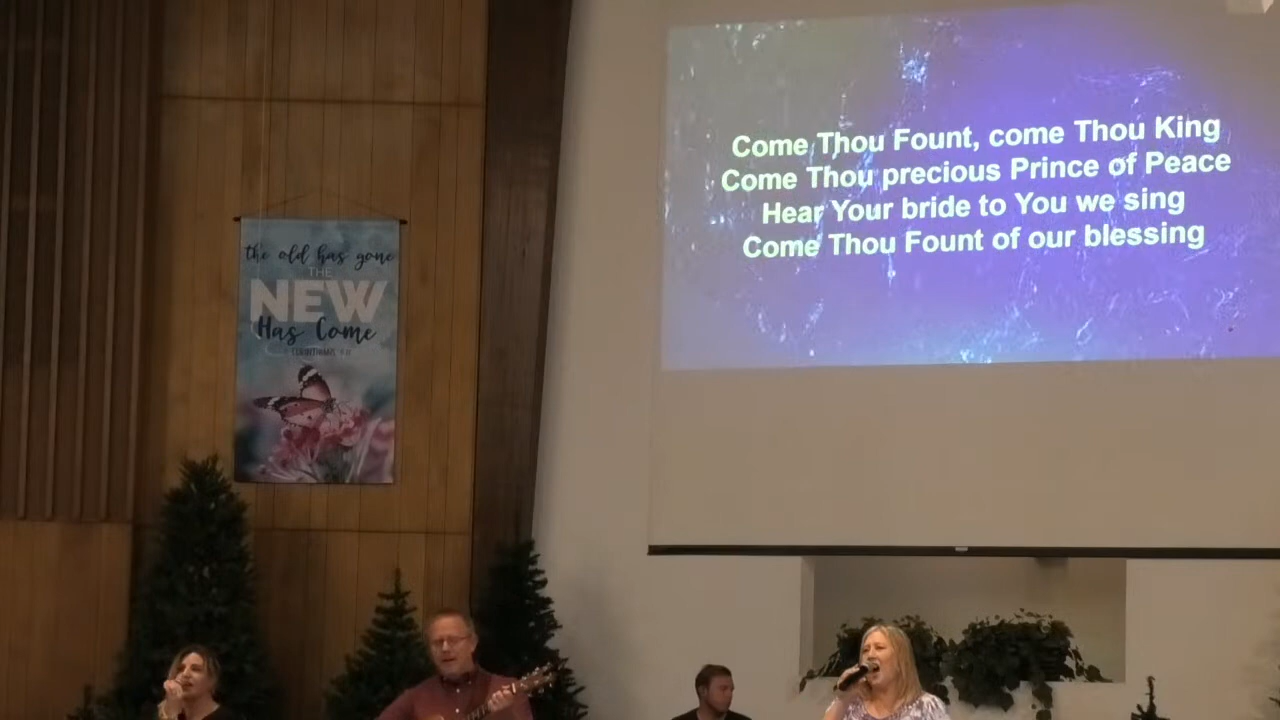 the old has gone
THE
NEW
Has Come
CORINTHIANS
Come Thou Fount, come Thou King
Come Thou precious Prince of Peace
Hear Your bride to You we sing
Come Thou Fount of our blessing